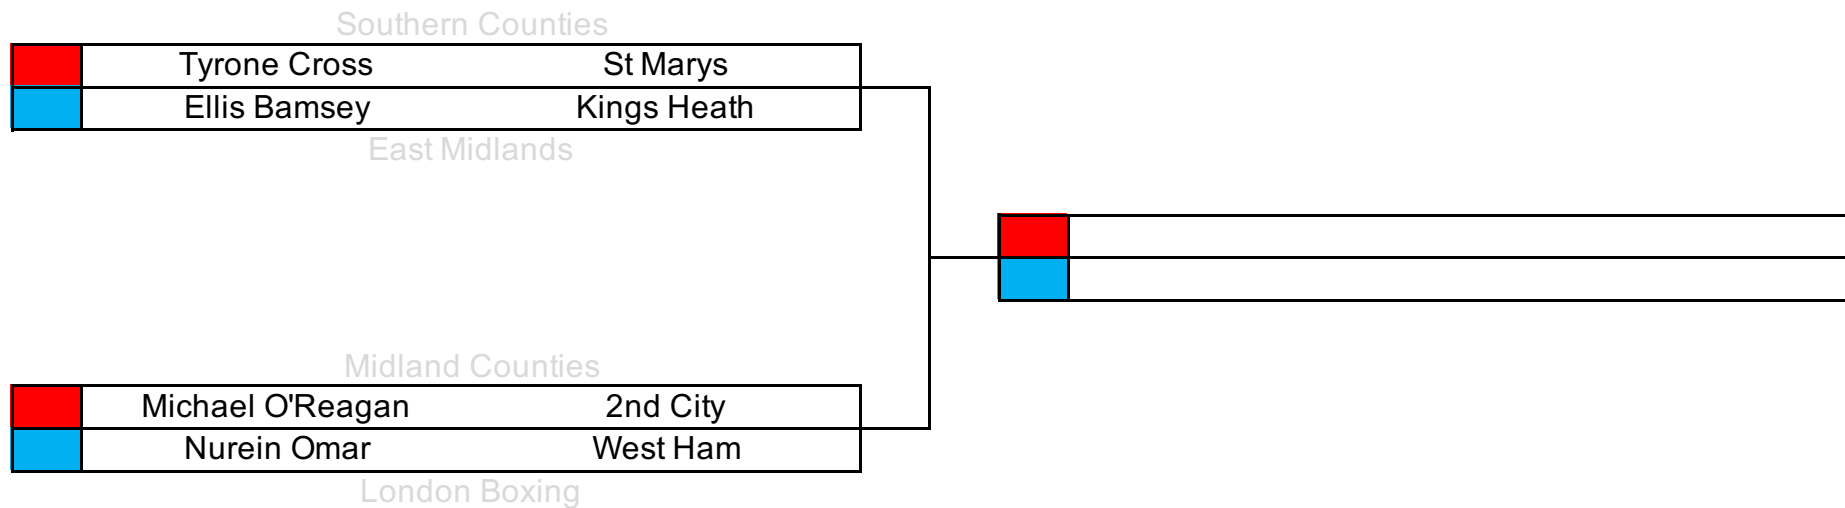 Southern Counties
Tyrone Cross St Marys
Ellis Bamsey Kings Heath
East Midlands
Midland Counties
Michael O'Reagan 2nd City
Nurein Omar West Ham
London Boxing